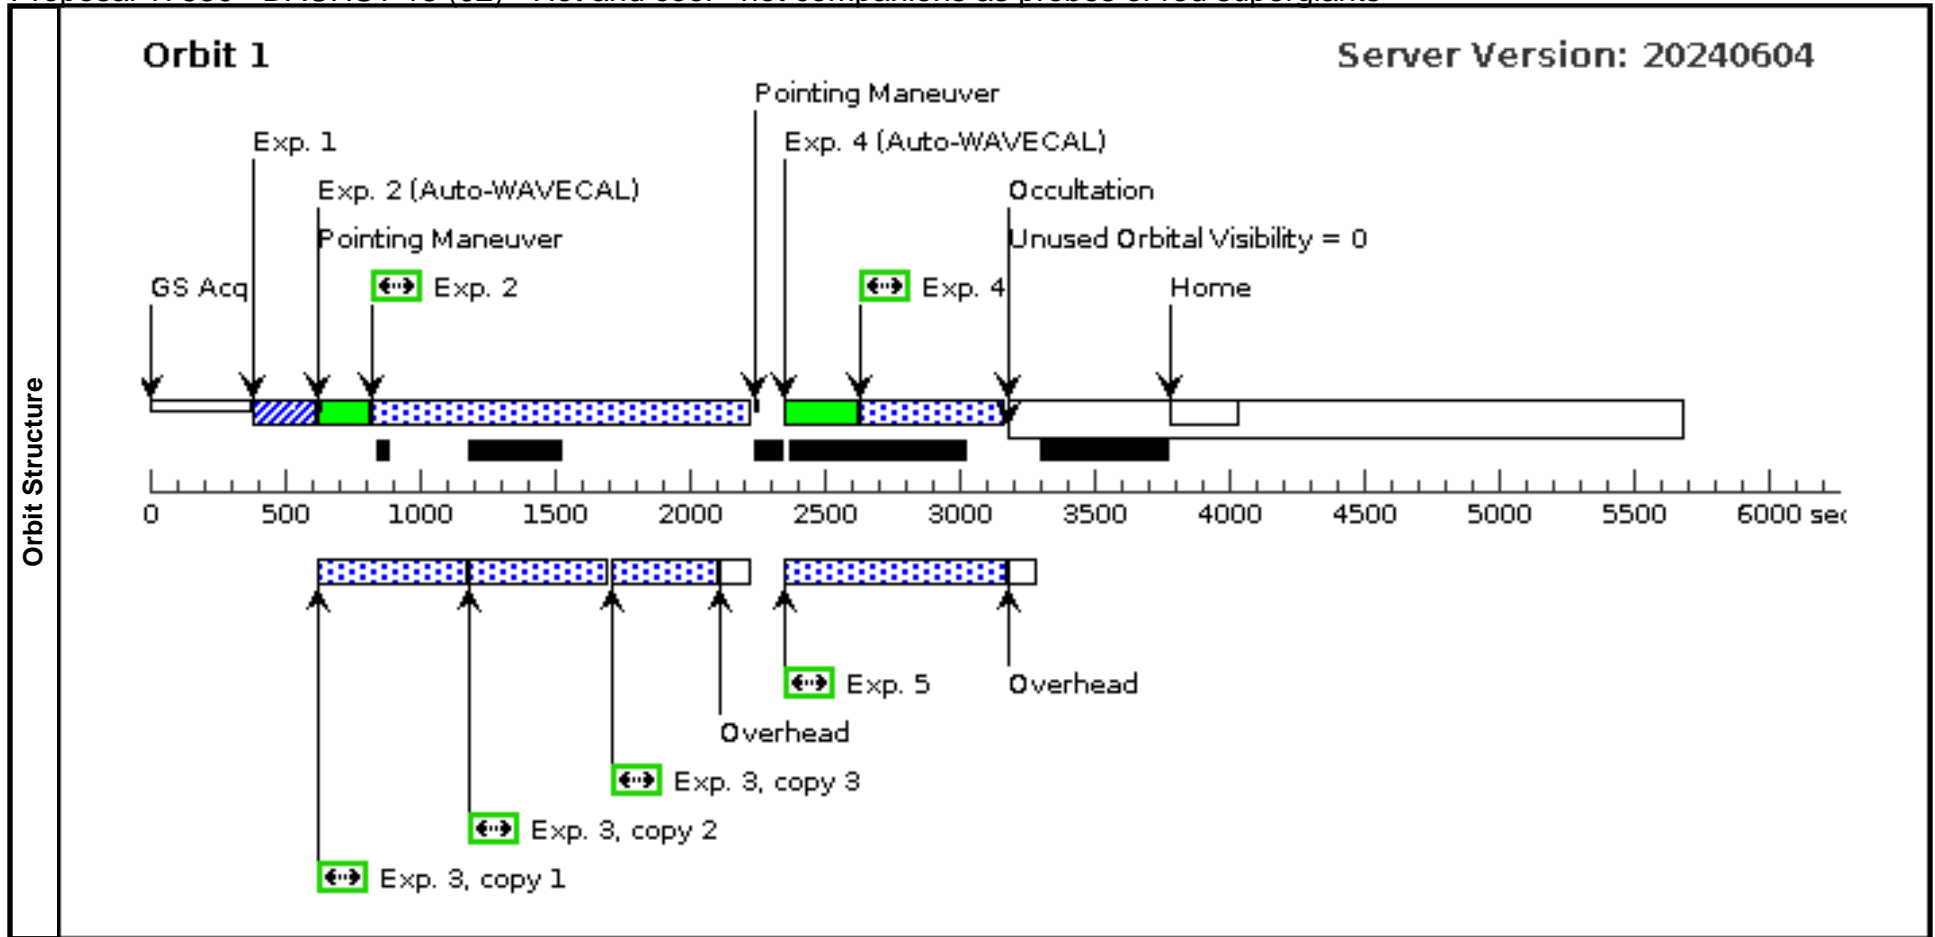 Orbit 1
Server Version: 20240604
Pointing Maneuver
Exp. 1
Exp. 4 (Auto-WAVECAL)
Exp. 2 (Auto-WAVECAL)
Occultation
Pointing Maneuver
Unused Orbital Visibility = 0
GS Acq
Exp. 2
Exp. 4
Home
Orbit Structure
0 500 1000 1500 2000 2500 3000 3500 4000 4500 5000 5500 6000
Exp. 5
Overhead
Overhead
Exp. 3, copy 3
Exp. 3, copy 2
Exp. 3, copy 1